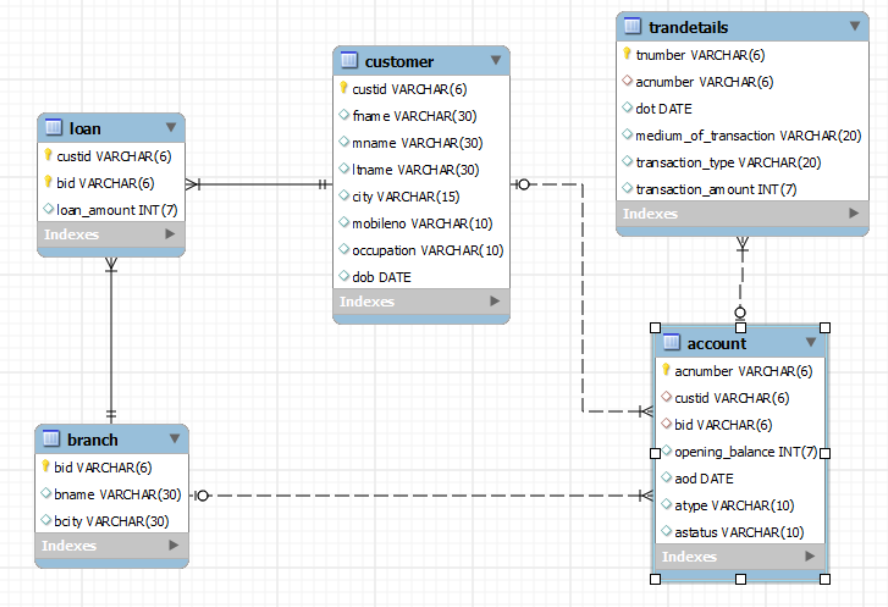 loan
custid VARCHAR(6)
bid VARCHAR(6)
loan_amount INT(7)
Indexes
customer
custid VARCHAR(6)
fname VARCHAR(30)
mname VARCHAR(30)
ltname VARCHAR(30)
city VARCHAR(15)
mobileno VARCHAR(10)
occupation VARCHAR(10)
dob DATE
Indexes
trandetails
tnumber VARCHAR(6)
acnumber VARCHAR(6)
dot DATE
medium_of_transaction VARCHAR(20)
transaction_type VARCHAR(20)
transaction_amount INT(7)
Indexes
branch
bid VARCHAR(6)
bname VARCHAR(30)
bcity VARCHAR(30)
Indexes
account
acnumber VARCHAR(6)
custid VARCHAR(6)
bid VARCHAR(6)
opening_balance INT(7)
aod DATE
atype VARCHAR(10)
astatus VARCHAR(10)
Indexes